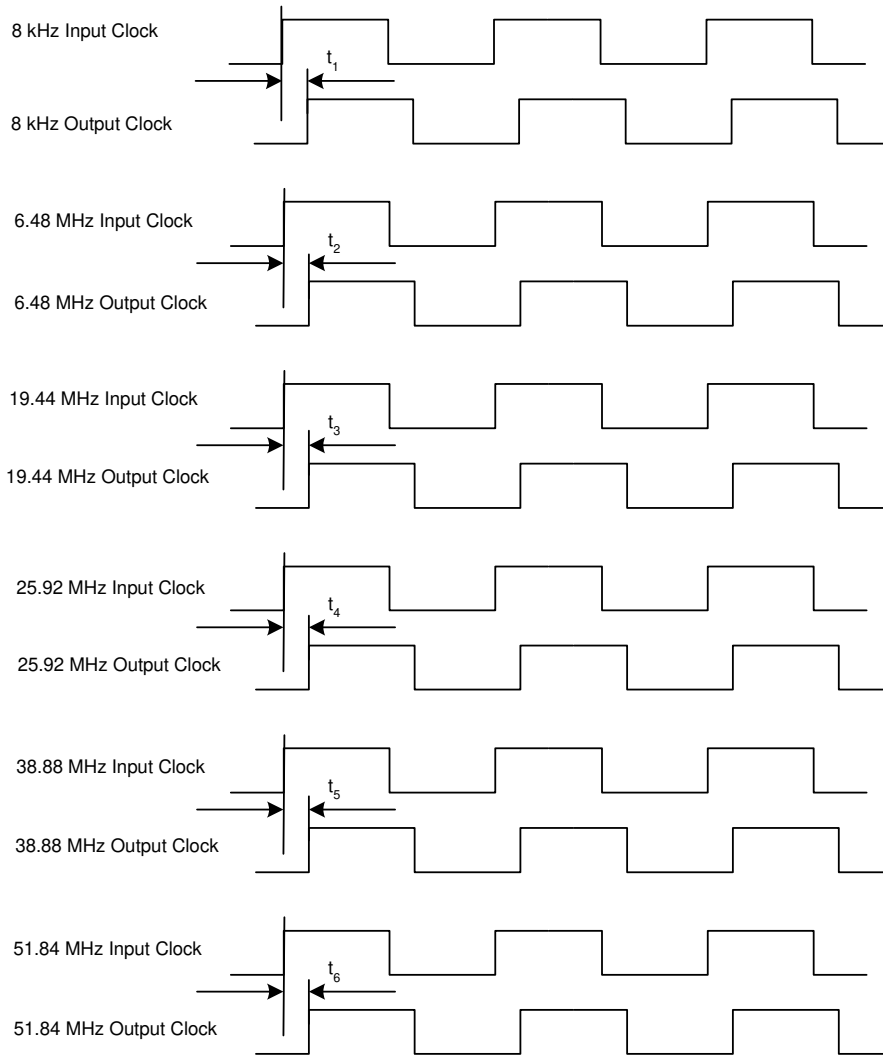 8 kHz Input Clock
t1
8 kHz Output Clock
6.48 MHz Input Clock
t2
6.48 MHz Output Clock
19.44 MHz Input Clock
t3
19.44 MHz Output Clock
25.92 MHz Input Clock
t4
25.92 MHz Output Clock
38.88 MHz Input Clock
t5
38.88 MHz Output Clock
51.84 MHz Input Clock
t6
51.84 MHz Output Clock